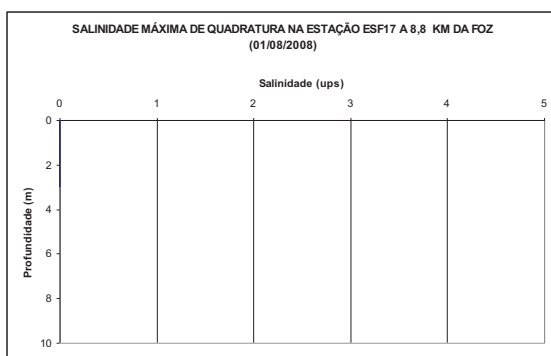 SALINIDADE MÁXIMA DE QUADRATURA NA ESTAÇÃO ESF17 A 8,8 KM DA FOZ
(01/08/2008)
Salinidade (ups)
0 1 2 3 4 5
Profundidade (m)
0
2
4
6
8
10